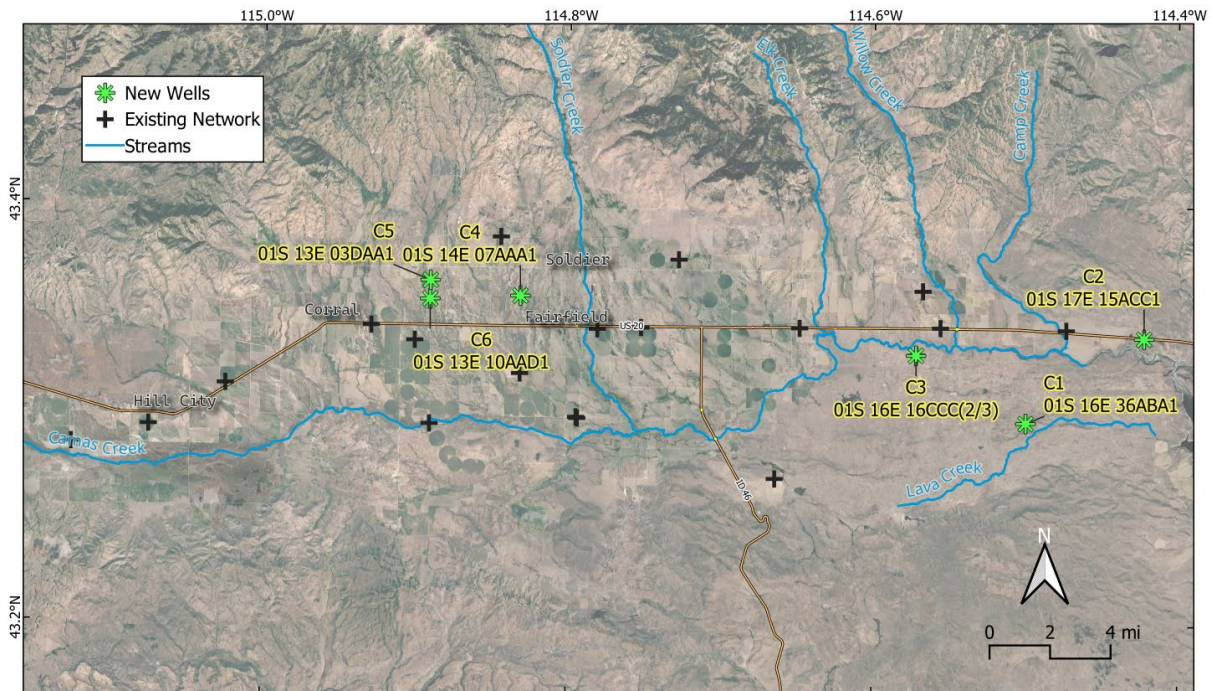 115.0°W
114.8°W
114.6°W
114.4°W
43.4°N
43.2°N
New Wells
Existing Network
Streams
Soldier Creek
Elk Creek
Willow Creek
Camp Creek
C5
01S 13E 03DAA1
C4
01S 14E 07AAA1
Soldier
C2
01S 17E 15ACC1
Corral
Fairfield
US 20
C6
01S 13E 10AAD1
C3
01S 16E 16CCC(2/3)
C1
01S 16E 36ABA1
Hill City
Camas Creek
Lava Creek
ID 46
N
0 2 4 mi